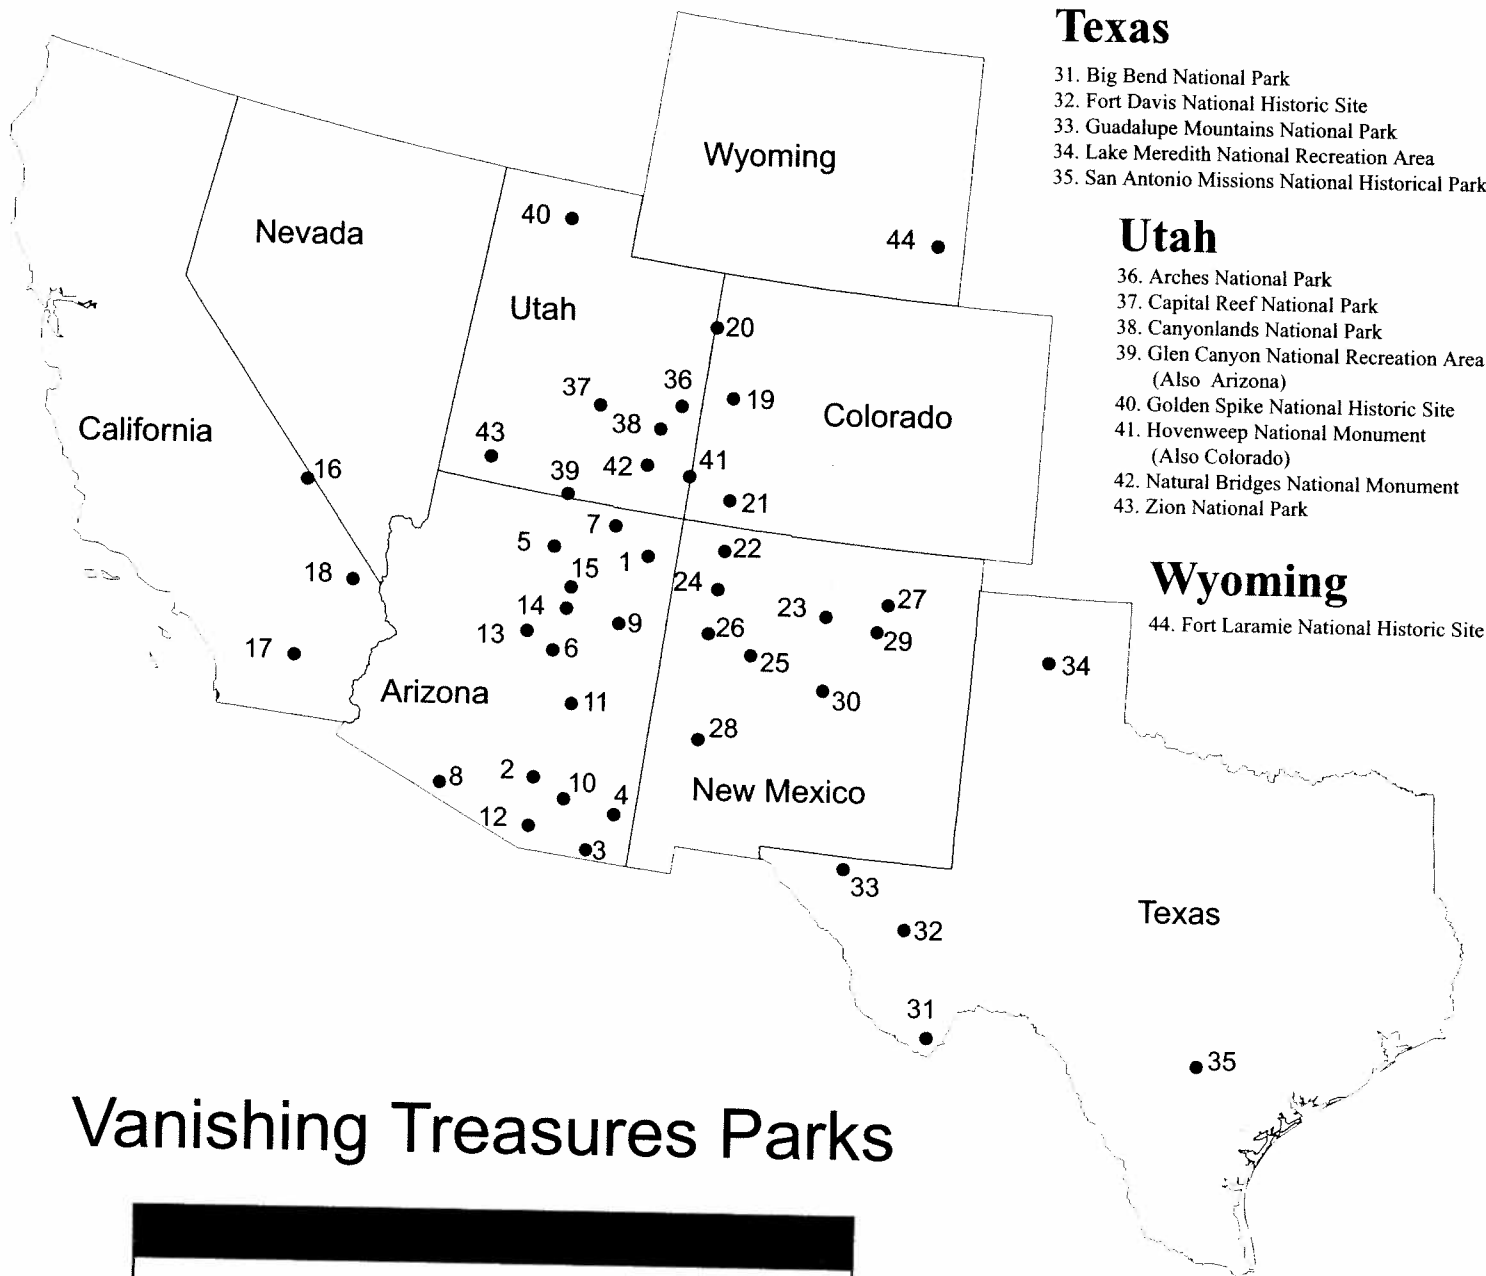 Texas
31. Big Bend National Park
32. Fort Davis National Historic Site
33. Guadalupe Mountains National Park
34. Lake Meredith National Recreation Area
35. San Antonio Missions National Historical Park
Utah
36. Arches National Park
37. Capital Reef National Park
38. Canyonlands National Park
39. Glen Canyon National Recreation Area
(Also Arizona)
40. Golden Spike National Historic Site
41. Hovenweep National Monument
(Also Colorado)
42. Natural Bridges National Monument
43. Zion National Park
Wyoming
44. Fort Laramie National Historic Site
Wyoming
44
Nevada
40
Utah
20
37
36
19
Colorado
California
38
43
42
41
39
16
21
7
5
1
22
15
24
18
14
23
27
13
9
26
29
6
25
17
34
Arizona
11
30
28
2
8
10
4
New Mexico
12
3
33
Texas
32
31
35
Vanishing Treasures Parks